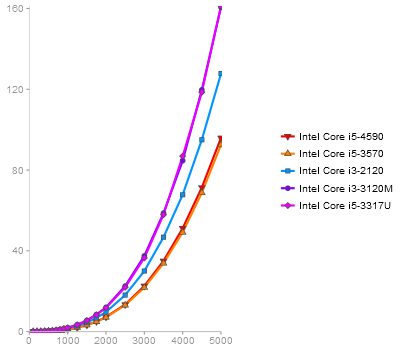 160
120
80
40
0
0 1000 2000 3000 4000 5000
Intel Core i5-4590
Intel Core i5-3570
Intel Core i3-2120
Intel Core i3-3120M
Intel Core i5-3317U